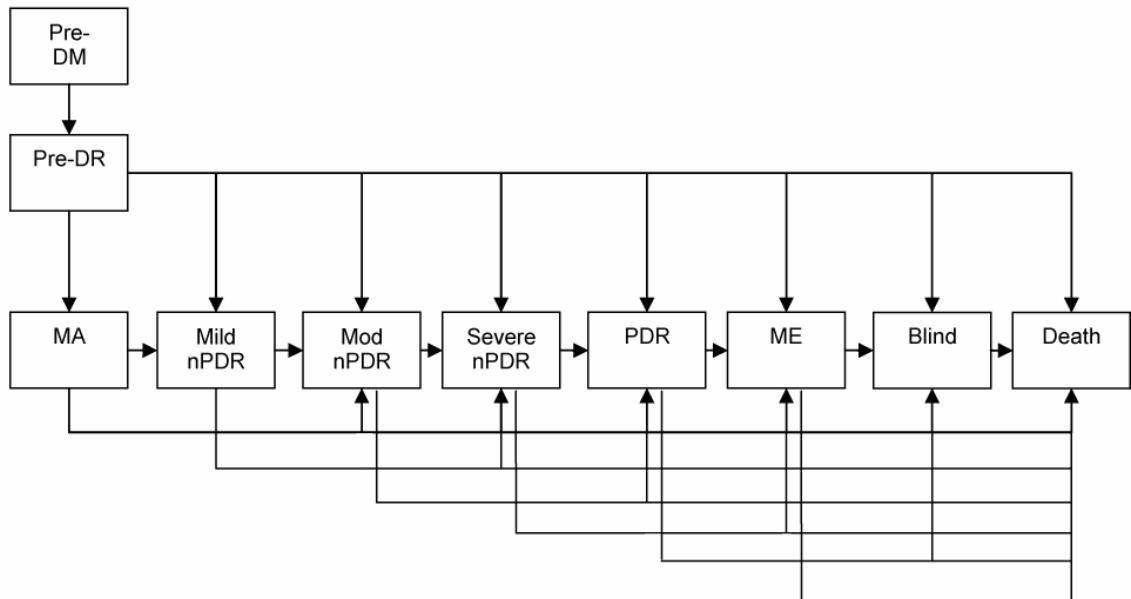 Pre-
DM
Pre-DR
MA
Mild
nPDR
Mod
nPDR
Severe
nPDR
PDR
ME
Blind
Death